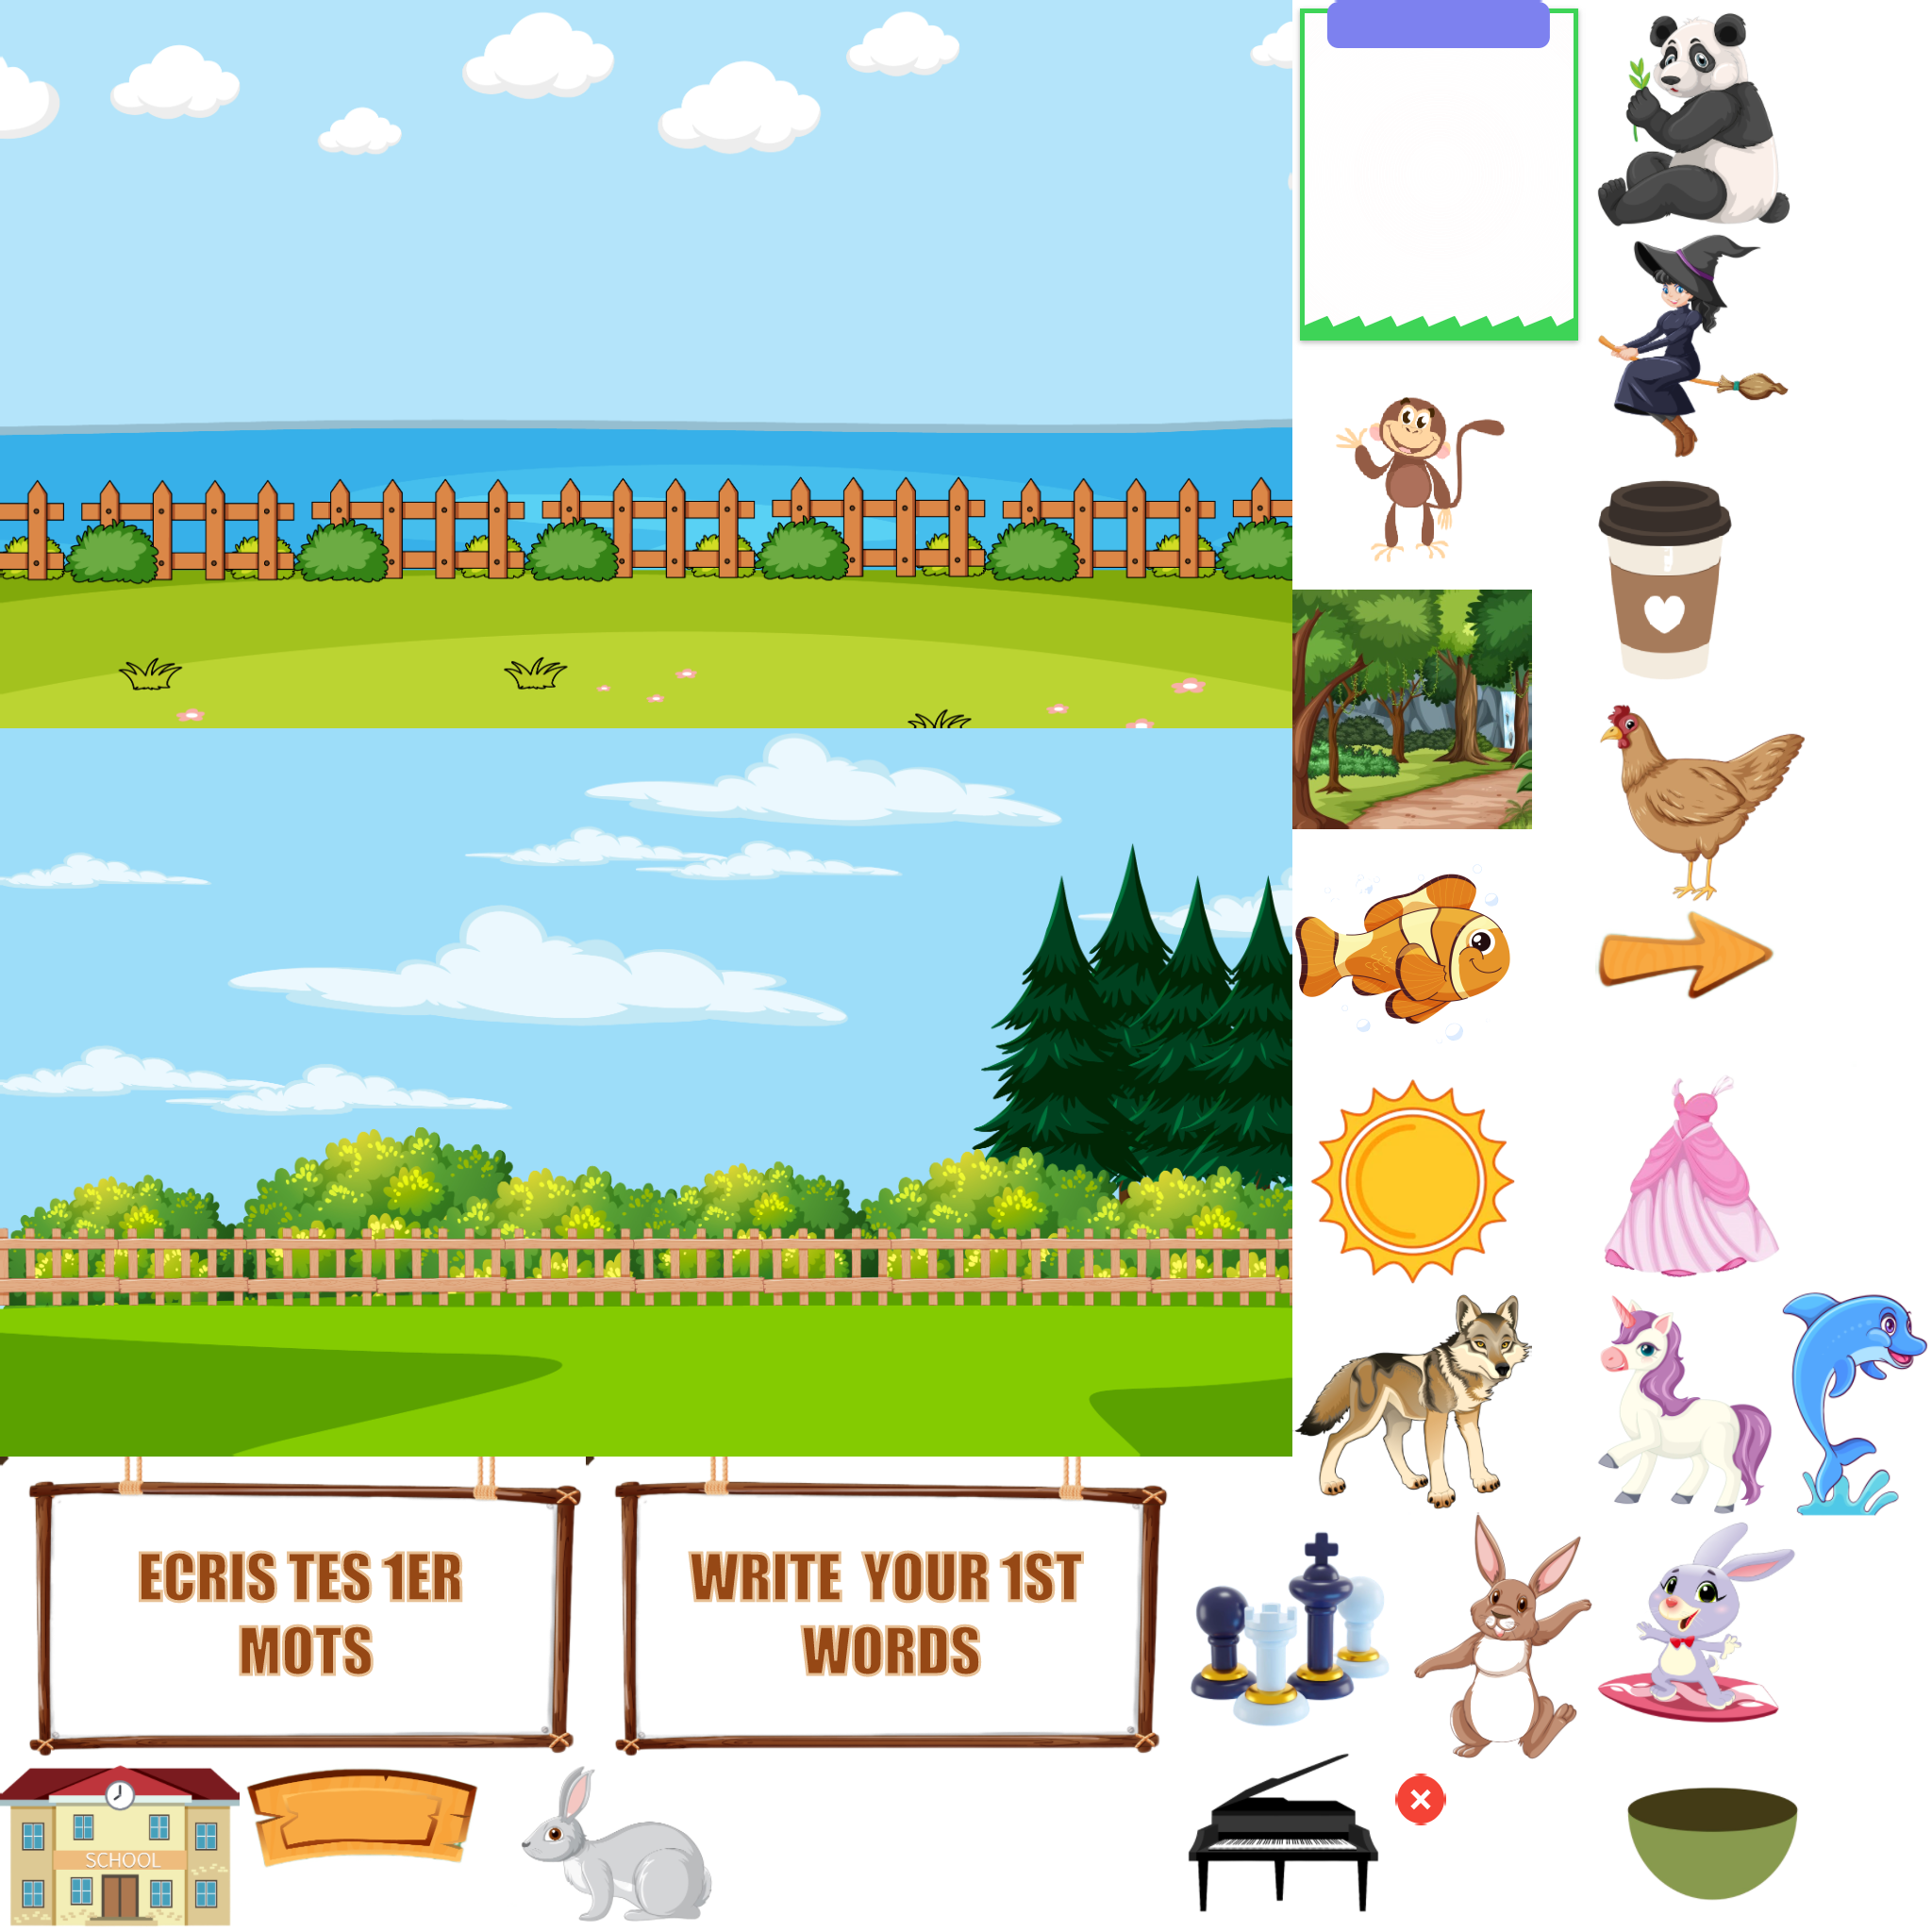 ECRIS TES 1ER
MOTS
WRITE YOUR 1ST
WORDS
SCHOOL